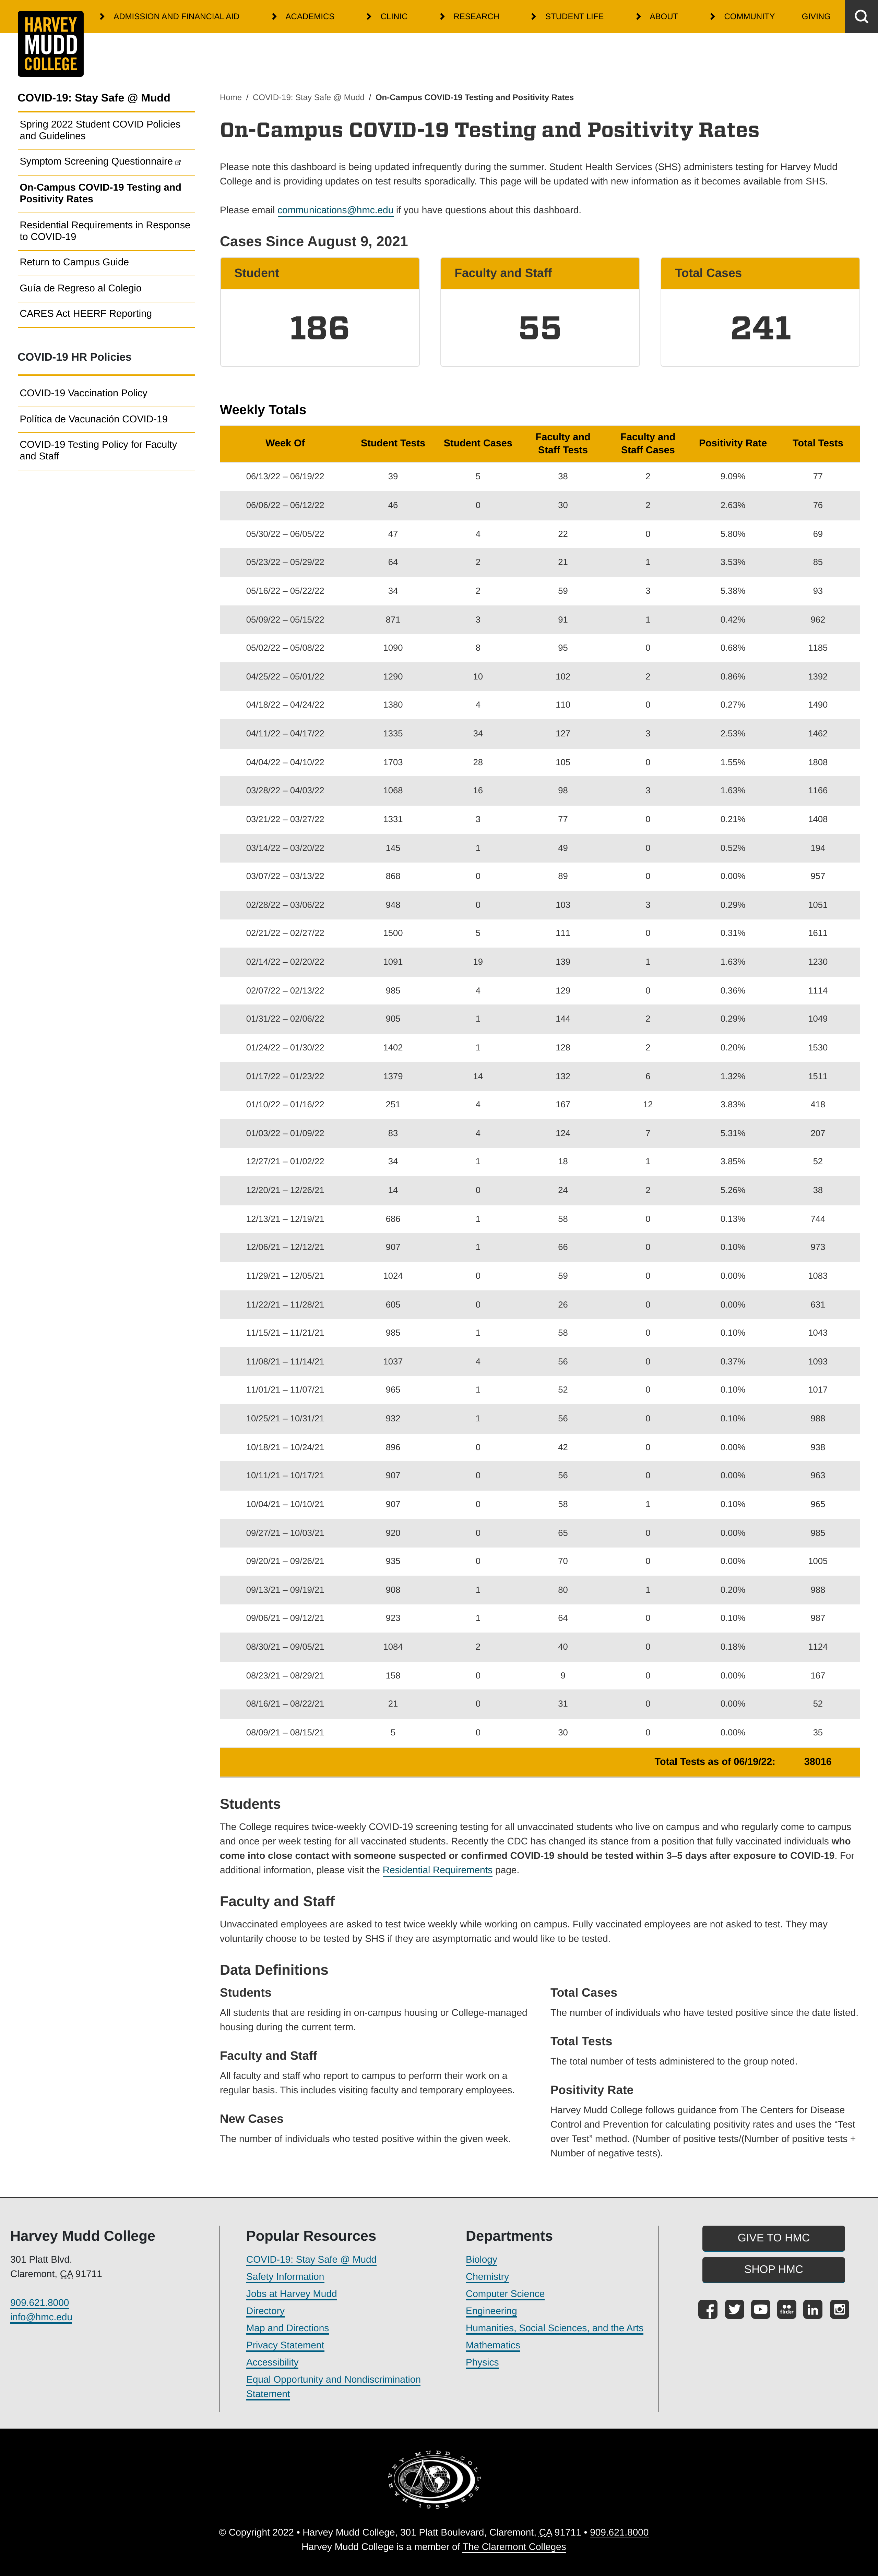 HARVEY
MUDD
COLLEGE
ADMISSION AND FINANCIAL AID
ACADEMICS
CLINIC
RESEARCH
STUDENT LIFE
ABOUT
COMMUNITY
GIVING
COVID-19: Stay Safe @ Mudd
Spring 2022 Student COVID Policies
and Guidelines
Symptom Screening Questionnaire
On-Campus COVID-19 Testing and
Positivity Rates
Residential Requirements in Response
to COVID-19
Return to Campus Guide
Guía de Regreso al Colegio
CARES Act HEERF Reporting
COVID-19 HR Policies
COVID-19 Vaccination Policy
Política de Vacunación COVID-19
COVID-19 Testing Policy for Faculty
and Staff
Home / COVID-19: Stay Safe @ Mudd / On-Campus COVID-19 Testing and Positivity Rates
On-Campus COVID-19 Testing and Positivity Rates
Please note this dashboard is being updated infrequently during the summer. Student Health Services (SHS) administers testing for Harvey Mudd
College and is providing updates on test results sporadically. This page will be updated with new information as it becomes available from SHS.
Please email communications@hmc.edu if you have questions about this dashboard.
Cases Since August 9, 2021
Student
186
Faculty and Staff
55
Total Cases
241
Weekly Totals
Week Of Student Tests Student Cases Faculty and Staff Tests Faculty and Staff Cases Positivity Rate Total Tests
06/13/22 – 06/19/22 39 5 38 2 9.09% 77
06/06/22 – 06/12/22 46 0 30 2 2.63% 76
05/30/22 – 06/05/22 47 4 22 0 5.80% 69
05/23/22 – 05/29/22 64 2 21 1 3.53% 85
05/16/22 – 05/22/22 34 2 59 3 5.38% 93
05/09/22 – 05/15/22 871 3 91 1 0.42% 962
05/02/22 – 05/08/22 1090 8 95 0 0.68% 1185
04/25/22 – 05/01/22 1290 10 102 2 0.86% 1392
04/18/22 – 04/24/22 1380 4 110 0 0.27% 1490
04/11/22 – 04/17/22 1335 34 127 3 2.53% 1462
04/04/22 – 04/10/22 1703 28 105 0 1.55% 1808
03/28/22 – 04/03/22 1068 16 98 3 1.63% 1166
03/21/22 – 03/27/22 1331 3 77 0 0.21% 1408
03/14/22 – 03/20/22 145 1 49 0 0.52% 194
03/07/22 – 03/13/22 868 0 89 0 0.00% 957
02/28/22 – 03/06/22 948 0 103 3 0.29% 1051
02/21/22 – 02/27/22 1500 5 111 0 0.31% 1611
02/14/22 – 02/20/22 1091 19 139 1 1.63% 1230
02/07/22 – 02/13/22 985 4 129 0 0.36% 1114
01/31/22 – 02/06/22 905 1 144 2 0.29% 1049
01/24/22 – 01/30/22 1402 1 128 2 0.20% 1530
01/17/22 – 01/23/22 1379 14 132 6 1.32% 1511
01/10/22 – 01/16/22 251 4 167 12 3.83% 418
01/03/22 – 01/09/22 83 4 124 7 5.31% 207
12/27/21 – 01/02/22 34 1 18 1 3.85% 52
12/20/21 – 12/26/21 14 0 24 2 5.26% 38
12/13/21 – 12/19/21 686 1 58 0 0.13% 744
12/06/21 – 12/12/21 907 1 66 0 0.10% 973
11/29/21 – 12/05/21 1024 0 59 0 0.00% 1083
11/22/21 – 11/28/21 605 0 26 0 0.00% 631
11/15/21 – 11/21/21 985 1 58 0 0.10% 1043
11/08/21 – 11/14/21 1037 4 56 0 0.37% 1093
11/01/21 – 11/07/21 965 1 52 0 0.10% 1017
10/25/21 – 10/31/21 932 1 56 0 0.10% 988
10/18/21 – 10/24/21 896 0 42 0 0.00% 938
10/11/21 – 10/17/21 907 0 56 0 0.00% 963
10/04/21 – 10/10/21 907 0 58 1 0.10% 965
09/27/21 – 10/03/21 920 0 65 0 0.00% 985
09/20/21 – 09/26/21 935 0 70 0 0.00% 1005
09/13/21 – 09/19/21 908 1 80 1 0.20% 988
09/06/21 – 09/12/21 923 1 64 0 0.10% 987
08/30/21 – 09/05/21 1084 2 40 0 0.18% 1124
08/23/21 – 08/29/21 158 0 9 0 0.00% 167
08/16/21 – 08/22/21 21 0 31 0 0.00% 52
08/09/21 – 08/15/21 5 0 30 0 0.00% 35
Total Tests as of 06/19/22: 38016
Students
The College requires twice-weekly COVID-19 screening testing for all unvaccinated students who live on campus and who regularly come to campus
and once per week testing for all vaccinated students. Recently the CDC has changed its stance from a position that fully vaccinated individuals who
come into close contact with someone suspected or confirmed COVID-19 should be tested within 3–5 days after exposure to COVID-19. For
additional information, please visit the Residential Requirements page.
Faculty and Staff
Unvaccinated employees are asked to test twice weekly while working on campus. Fully vaccinated employees are not asked to test. They may
voluntarily choose to be tested by SHS if they are asymptomatic and would like to be tested.
Data Definitions
Students
All students that are residing in on-campus housing or College-managed
housing during the current term.
Faculty and Staff
All faculty and staff who report to campus to perform their work on a
regular basis. This includes visiting faculty and temporary employees.
New Cases
The number of individuals who tested positive within the given week.
Total Cases
The number of individuals who have tested positive since the date listed.
Total Tests
The total number of tests administered to the group noted.
Positivity Rate
Harvey Mudd College follows guidance from The Centers for Disease
Control and Prevention for calculating positivity rates and uses the “Test
over Test” method. (Number of positive tests/(Number of positive tests +
Number of negative tests).
Harvey Mudd College
301 Platt Blvd.
Claremont, CA 91711
909.621.8000
info@hmc.edu
Popular Resources
COVID-19: Stay Safe @ Mudd
Safety Information
Jobs at Harvey Mudd
Directory
Map and Directions
Privacy Statement
Accessibility
Equal Opportunity and Nondiscrimination
Statement
Departments
Biology
Chemistry
Computer Science
Engineering
Humanities, Social Sciences, and the Arts
Mathematics
Physics
GIVE TO HMC
SHOP HMC
flickr
HARVEY MUDD COLLEGE
1955
© Copyright 2022 • Harvey Mudd College, 301 Platt Boulevard, Claremont, CA 91711 • 909.621.8000
Harvey Mudd College is a member of The Claremont Colleges